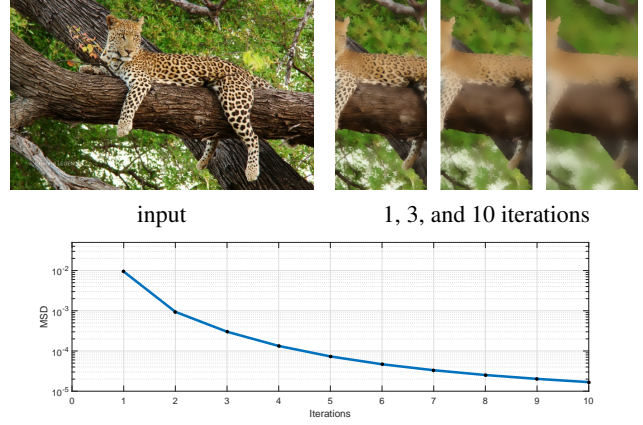 input
1, 3, and 10 iterations
10⁻²
10⁻³
10⁻⁴
10⁻⁵
MSD
0 1 2 3 4 5 6 7 8 9 10
Iterations